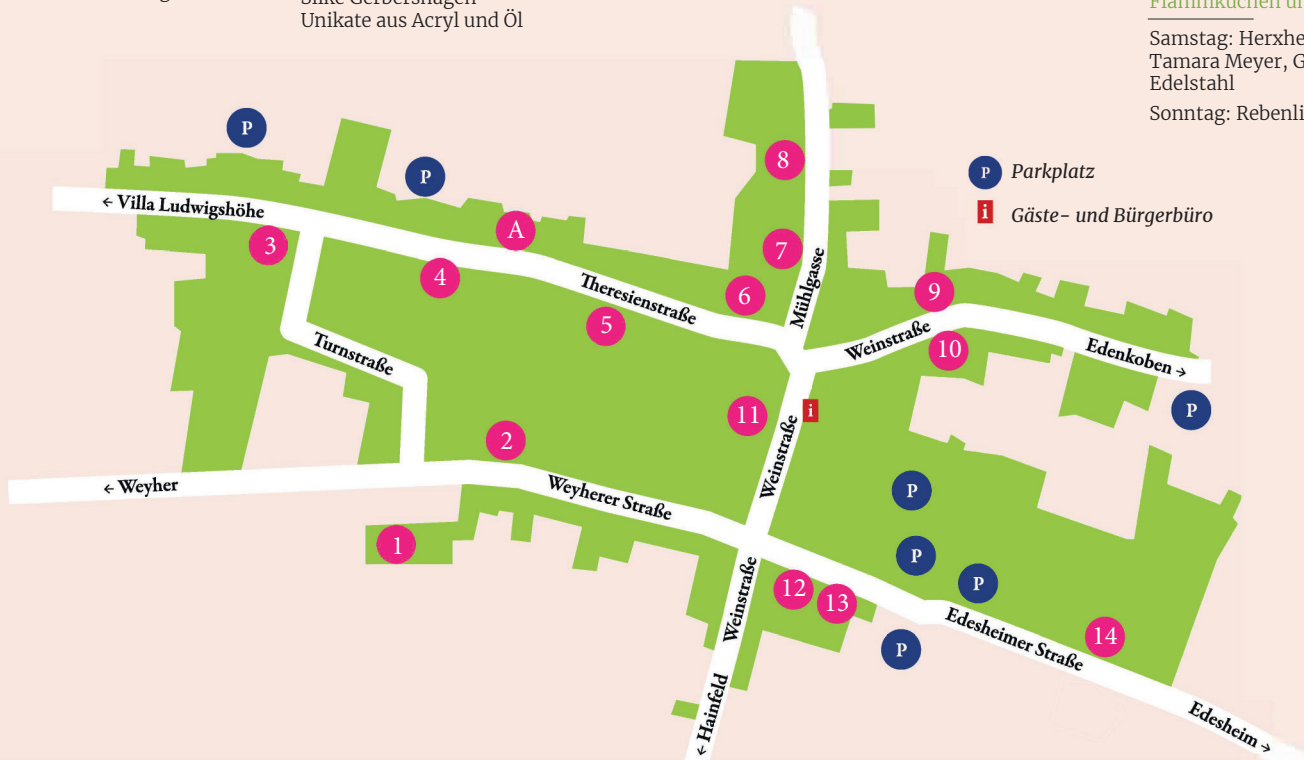 Unikate aus Acryl und Öl
Samstag: Herxhe
Tamara Meyer, G
Edelstahl
Sonntag: Rebenli
P Parkplatz
i Gäste- und Bürgerbüro
P
P
8
← Villa Ludwigshöhe
A
3
4
7
6
9
Theresienstraße
Mühlgasse
5
Weinstraße
10
Edenkoben →
Turnstraße
P
11
i
2
Weinstraße
← Weyher
Weyherer Straße
P
1
P
P
12
13
Weinstraße
Edesheimer Straße
14
P
← Hainfeld
Edesheim →